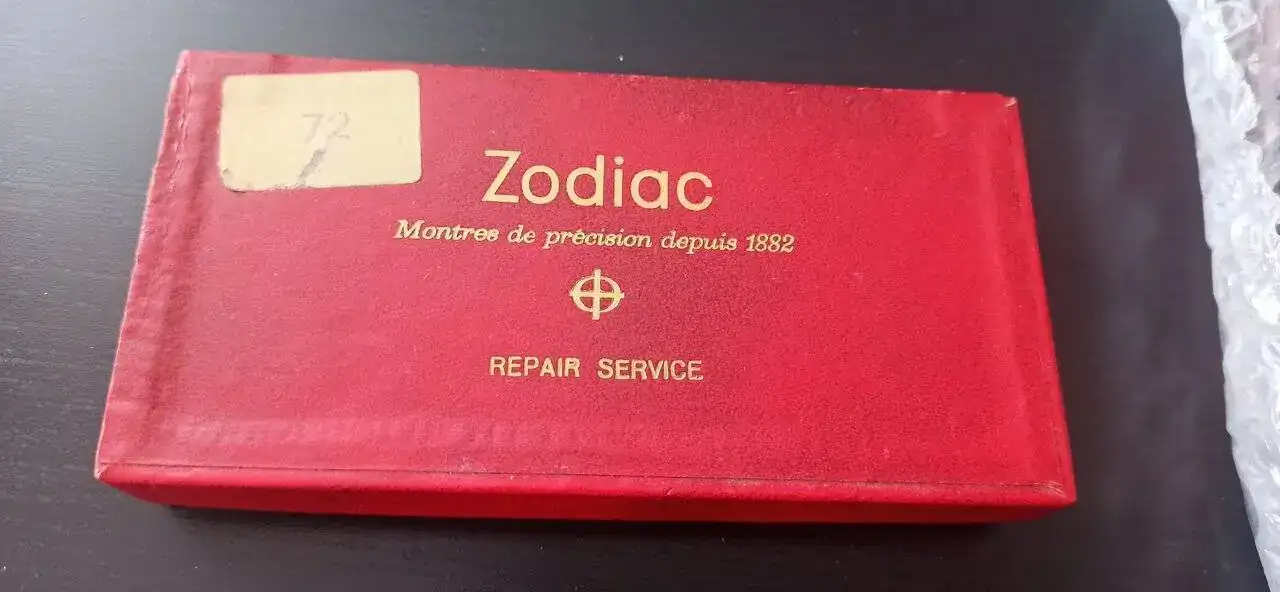 72
Zodiac
Montres de précision depuis 1882
REPAIR SERVICE